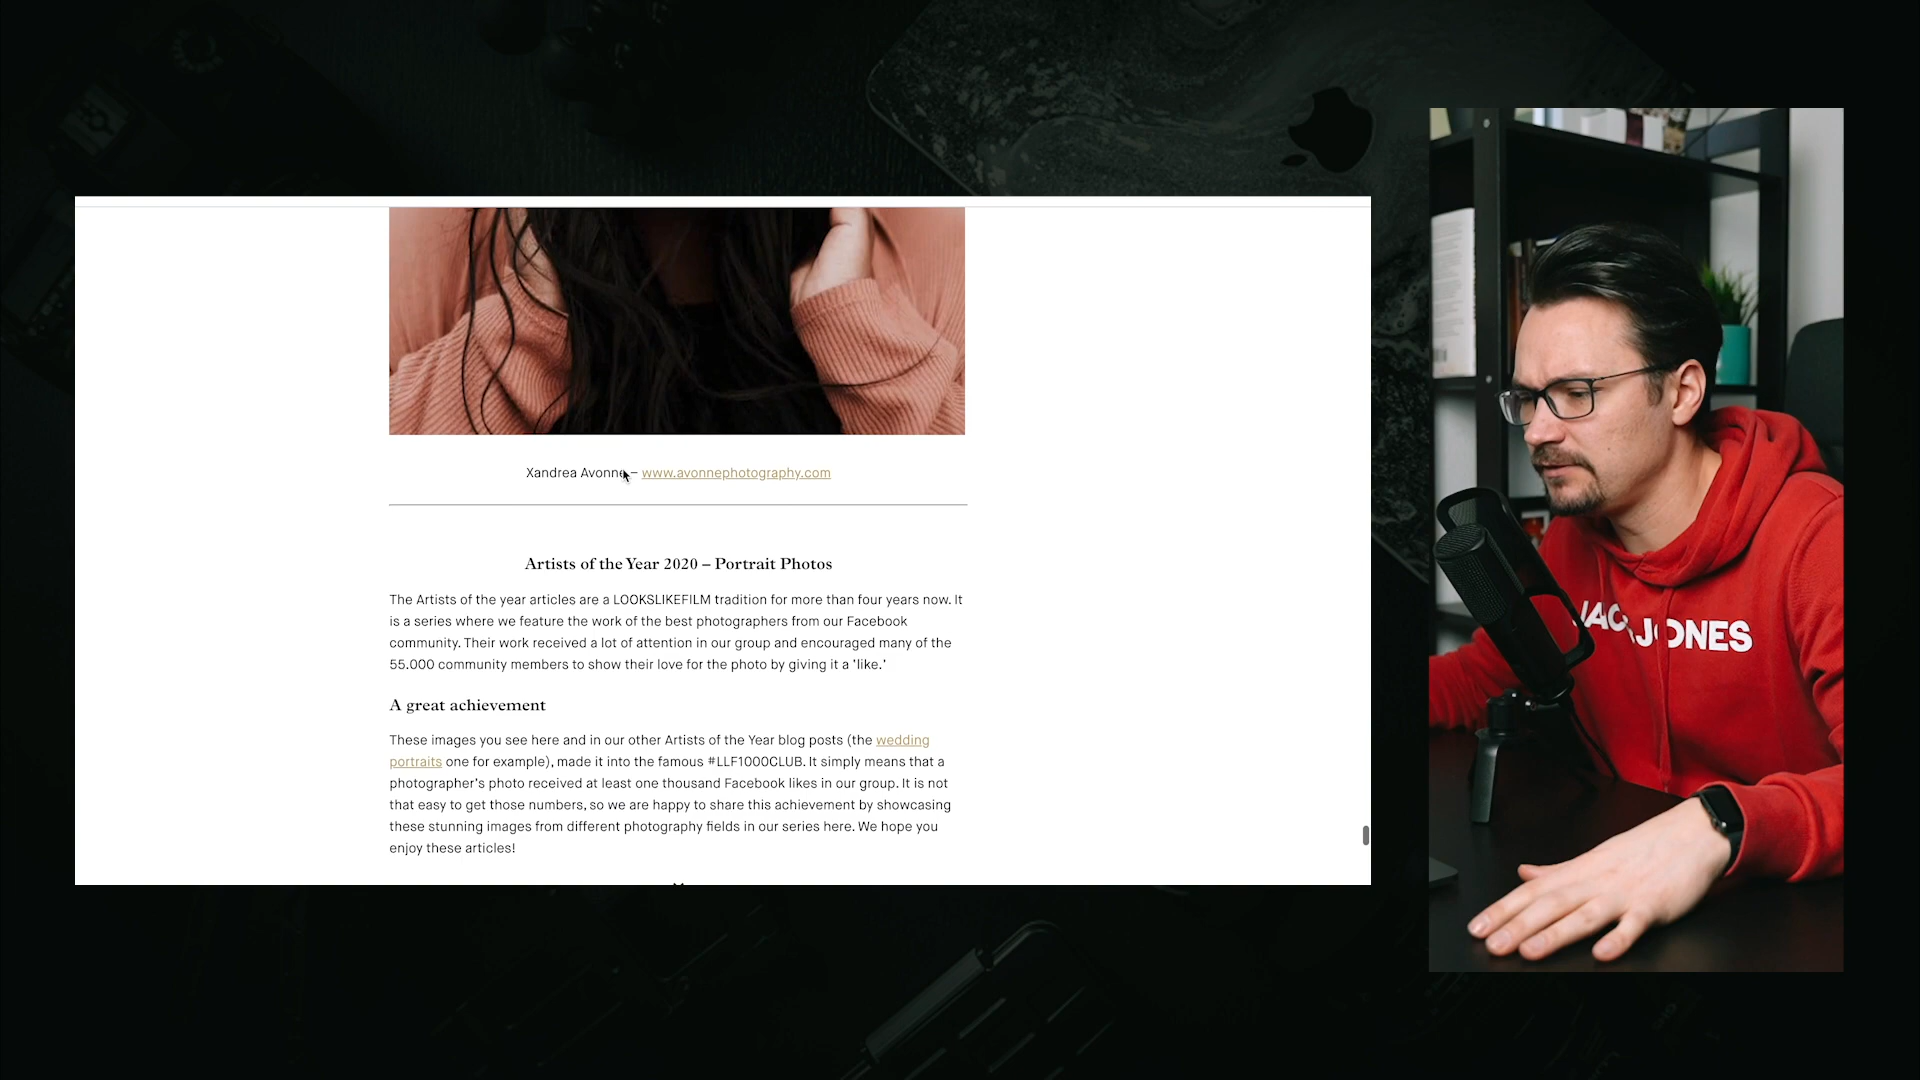 Xandrea Avonne – www.avonnephotography.com
Artists of the Year 2020 – Portrait Photos
The Artists of the year articles are a LOOKSLIKEFILM tradition for more than four years now. It
is a series where we feature the work of the best photographers from our Facebook
community. Their work received a lot of attention in our group and encouraged many of the
55.000 community members to show their love for the photo by giving it a ‘like.’
A great achievement
These images you see here and in our other Artists of the Year blog posts (the wedding
portraits one for example), made it into the famous #LLF1000CLUB. It simply means that a
photographer’s photo received at least one thousand Facebook likes in our group. It is not
that easy to get those numbers, so we are happy to share this achievement by showcasing
these stunning images from different photography fields in our series here. We hope you
enjoy these articles!
JONES